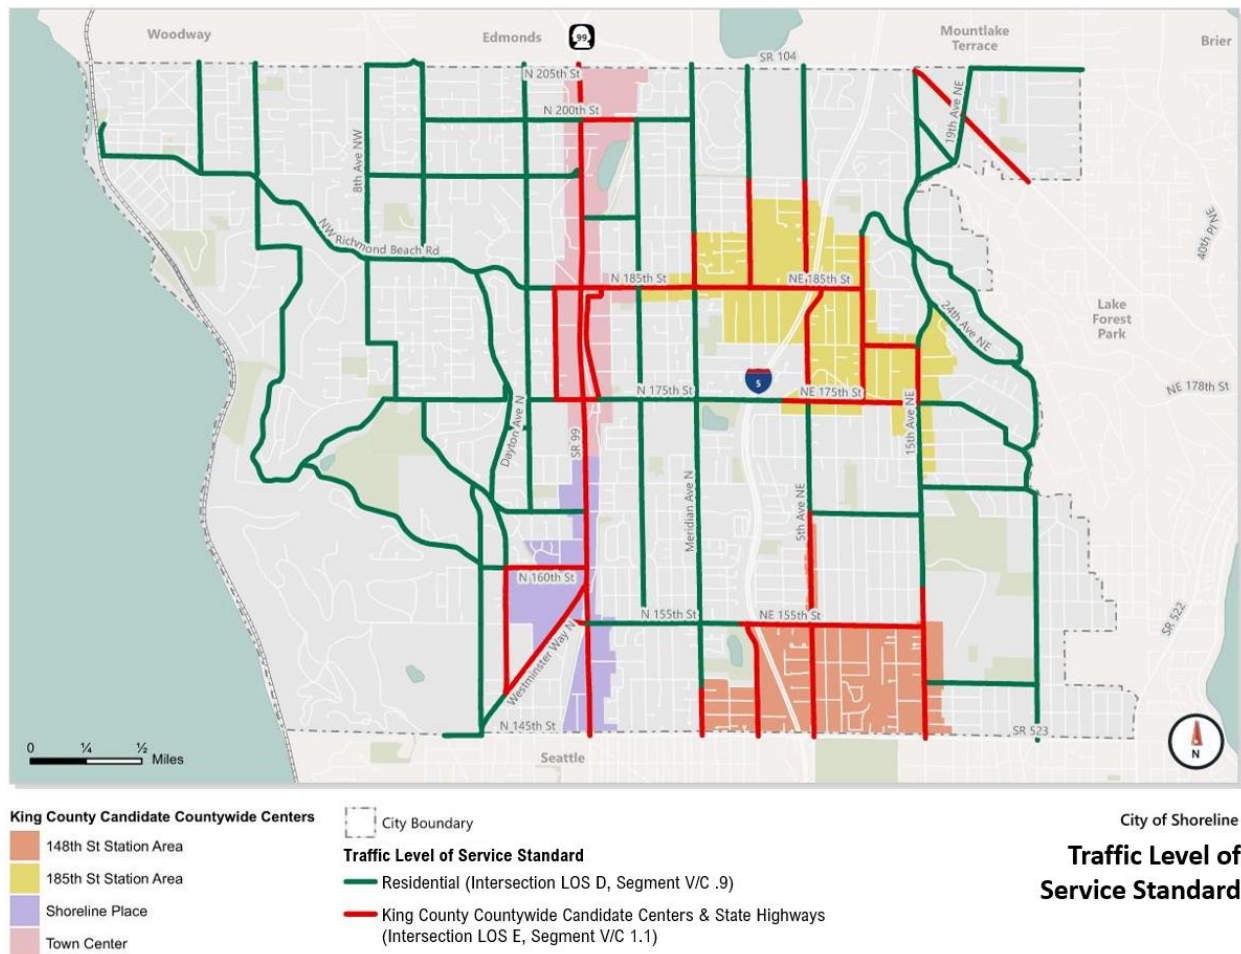 Woodway
Edmonds
99
Mountlake
Terrace
Brier
SR 104
N 205th St
N 200th St
19th Ave NE
8th Ave NW
40th Pl NE
NW Richmond Beach Rd
N 185th St
NE 185th St
Lake
Forest
Park
24th Ave NE
5
N 175th St
NE 175th St
NE 178th St
Dayton Ave N
SR 99
15th Ave NE
Meridian Ave N
5th Ave NE
N 160th St
N 155th St
NE 155th St
SR 522
Westminster Way N
N 145th St
SR 523
Seattle
0 ¼ ½
Miles
N
King County Candidate Countywide Centers
148th St Station Area
185th St Station Area
Shoreline Place
Town Center
City Boundary
Traffic Level of Service Standard
Residential (Intersection LOS D, Segment V/C .9)
King County Countywide Candidate Centers & State Highways
(Intersection LOS E, Segment V/C 1.1)
City of Shoreline
Traffic Level of
Service Standard